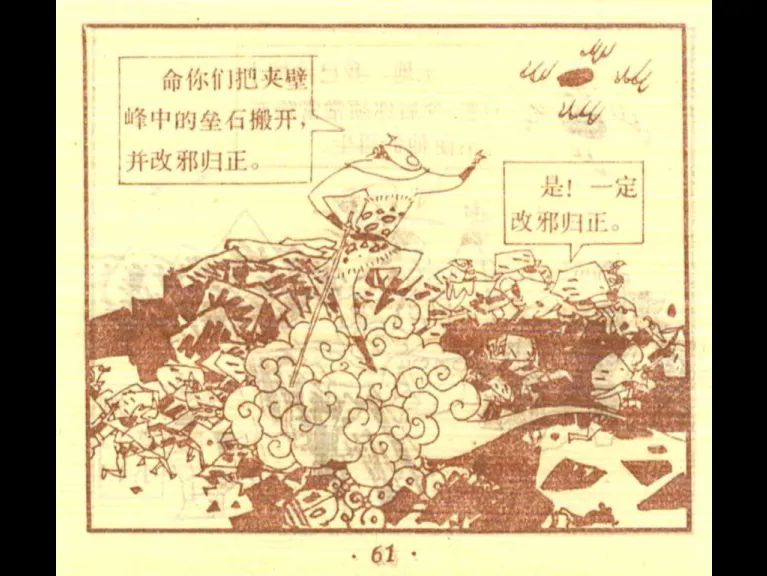 命你们把夹壁
峰中的垒石搬开，
并改邪归正。
是！一定
改邪归正。
· 61 ·